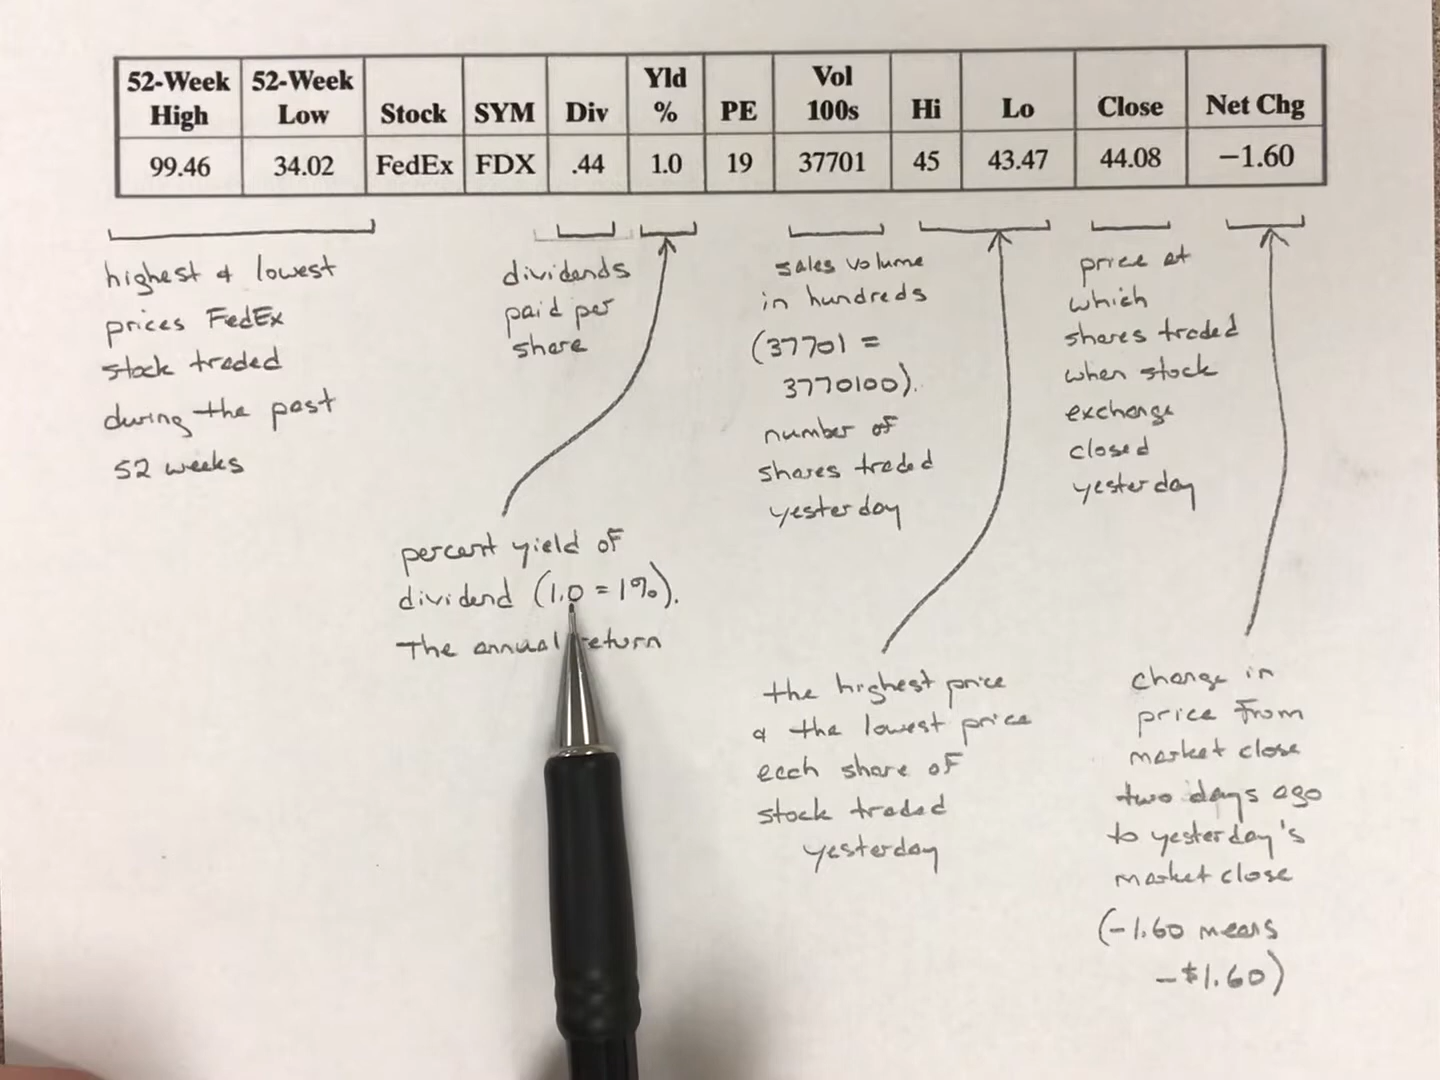 52-Week High 52-Week Low Stock SYM Div Yld % PE Vol 100s Hi Lo Close Net Chg
99.46 34.02 FedEx FDX .44 1.0 19 37701 45 43.47 44.08 −1.60
highest & lowest
prices FedEx
stock traded
during the past
52 weeks
dividends
paid per
share
percent yield of
dividend (1.0 = 1%).
The annual return
sales volume
in hundreds
(37701 =
3770100).
number of
shares traded
yesterday
the highest price
& the lowest price
each share of
stock traded
yesterday
price at
which
shares traded
when stock
exchange
closed
yesterday
change in
price from
market close
two days ago
to yesterday's
market close
(-1.60 means
-$1.60)